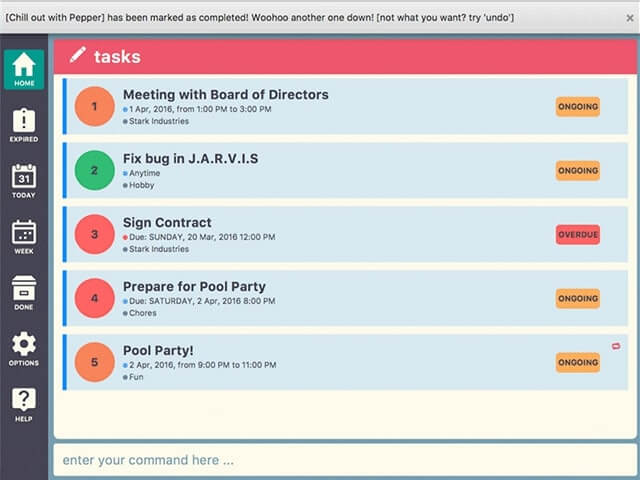 [Chill out with Pepper] has been marked as completed! Woohoo another one down! [not what you want? try 'undo']
HOME
EXPIRED
31
TODAY
WEEK
DONE
OPTIONS
?
HELP
tasks
1
Meeting with Board of Directors
1 Apr, 2016, from 1:00 PM to 3:00 PM
Stark Industries
ONGOING
2
Fix bug in J.A.R.V.I.S
Anytime
Hobby
ONGOING
3
Sign Contract
Due: SUNDAY, 20 Mar, 2016 12:00 PM
Stark Industries
OVERDUE
4
Prepare for Pool Party
Due: SATURDAY, 2 Apr, 2016 8:00 PM
Chores
ONGOING
5
Pool Party!
2 Apr, 2016, from 9:00 PM to 11:00 PM
Fun
ONGOING
enter your command here ...